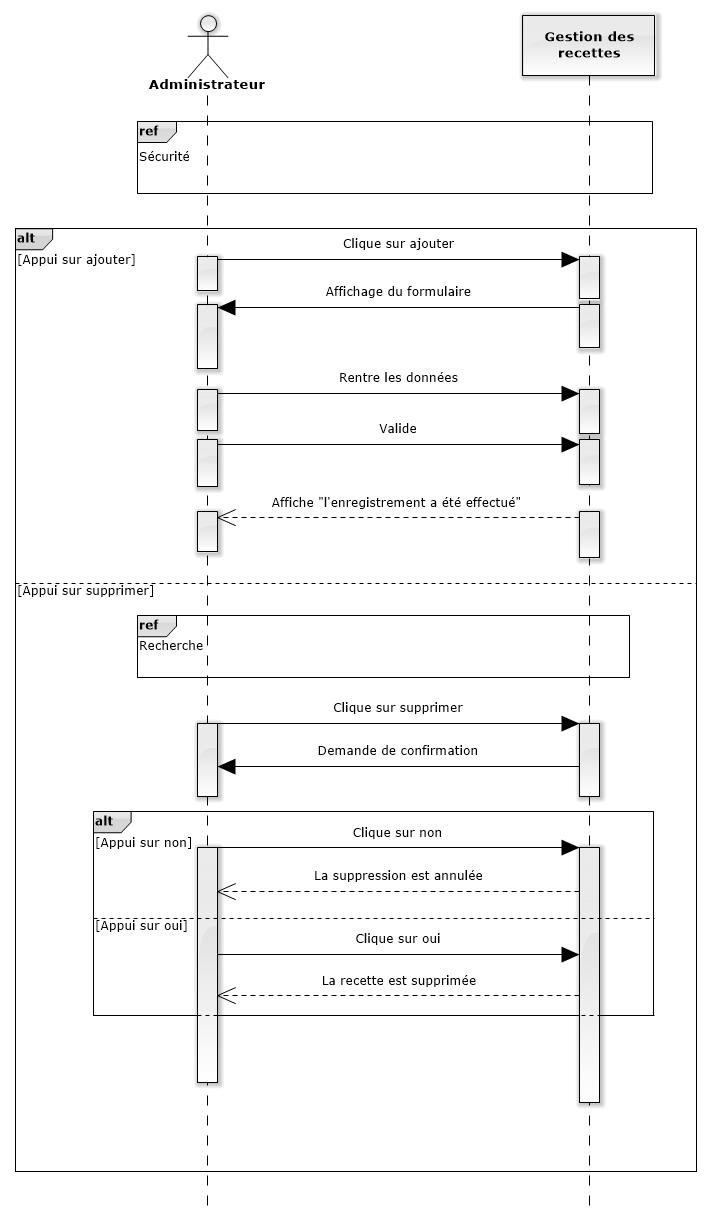 Administrateur
Gestion des
recettes
ref
Sécurité
alt
[Appui sur ajouter]
Clique sur ajouter
Affichage du formulaire
Rentre les données
Valide
Affiche "l'enregistrement a été effectué"
[Appui sur supprimer]
ref
Recherche
Clique sur supprimer
Demande de confirmation
alt
[Appui sur non]
Clique sur non
La suppression est annulée
[Appui sur oui]
Clique sur oui
La recette est supprimée